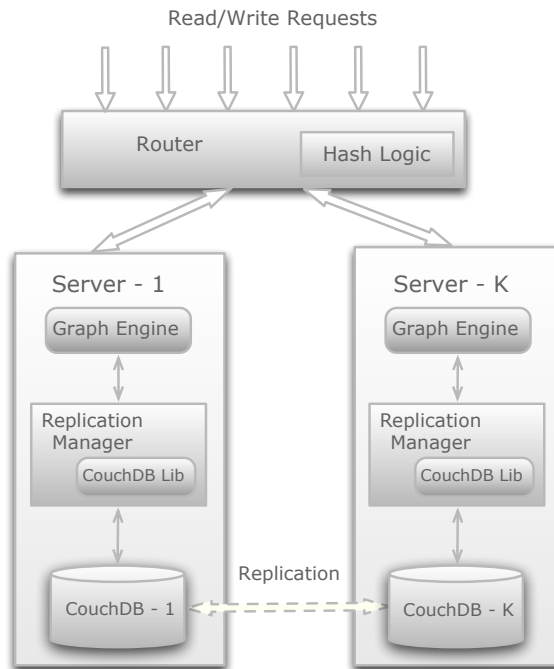 Read/Write Requests
Router
Hash Logic
Server - 1
Graph Engine
Replication
Manager
CouchDB Lib
CouchDB - 1
Replication
Server - K
Graph Engine
Replication
Manager
CouchDB Lib
CouchDB - K